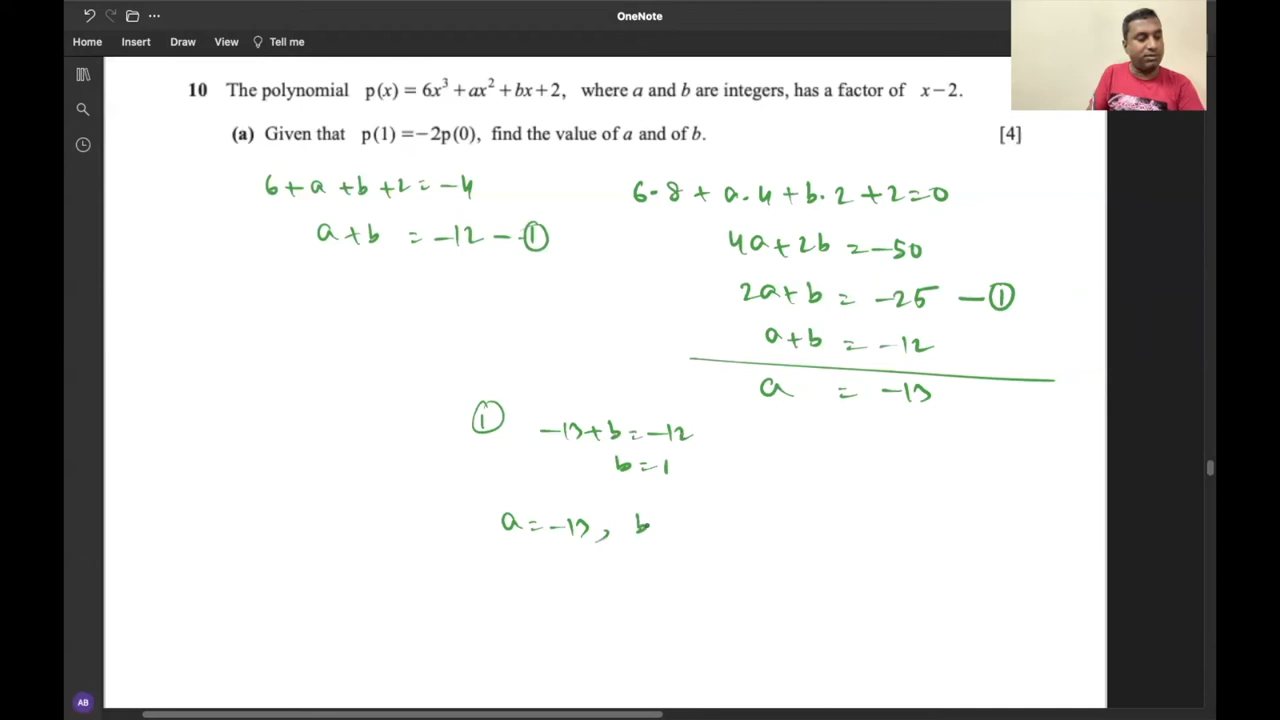 OneNote
Home Insert Draw View Tell me
10 The polynomial p(x) = 6x³ + ax² + bx + 2, where a and b are integers, has a factor of x − 2.
(a) Given that p(1) = −2p(0), find the value of a and of b. [4]
6 + a + b + 2 = −4
a + b = −12 − ①
6·8 + a·4 + b·2 + 2 = 0
4a + 2b = −50
2a + b = −25 − ①
a + b = −12
a = −13
① −13 + b = −12
b = 1
a = −13, b
AB